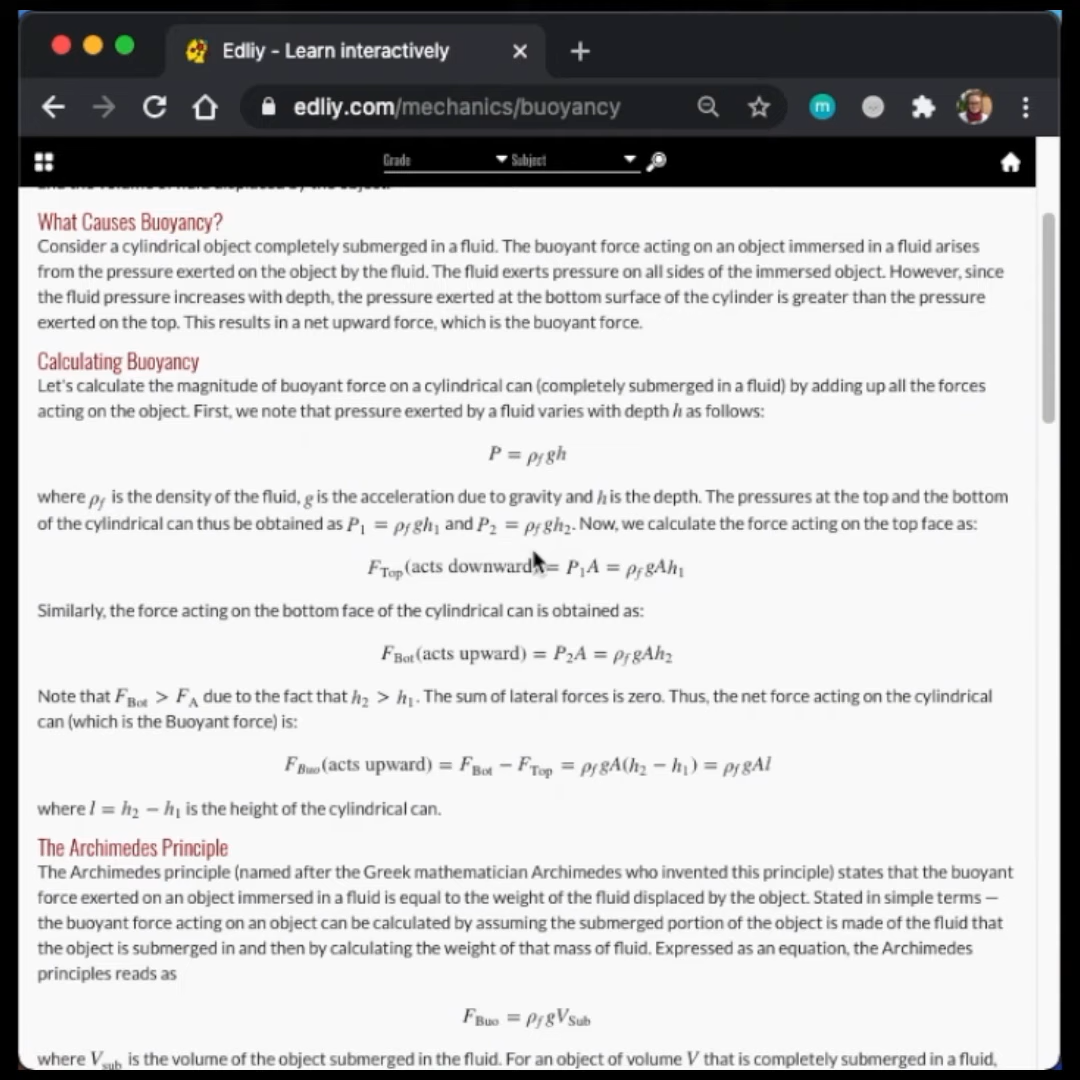 Edliy - Learn interactively
edliy.com/mechanics/buoyancy
m
Grade Subject
What Causes Buoyancy?
Consider a cylindrical object completely submerged in a fluid. The buoyant force acting on an object immersed in a fluid arises
from the pressure exerted on the object by the fluid. The fluid exerts pressure on all sides of the immersed object. However, since
the fluid pressure increases with depth, the pressure exerted at the bottom surface of the cylinder is greater than the pressure
exerted on the top. This results in a net upward force, which is the buoyant force.
Calculating Buoyancy
Let's calculate the magnitude of buoyant force on a cylindrical can (completely submerged in a fluid) by adding up all the forces
acting on the object. First, we note that pressure exerted by a fluid varies with depth h as follows:
P = ρ_f gh
where ρ_f is the density of the fluid, g is the acceleration due to gravity and h is the depth. The pressures at the top and the bottom
of the cylindrical can thus be obtained as P₁ = ρ_f gh₁ and P₂ = ρ_f gh₂. Now, we calculate the force acting on the top face as:
F_Top(acts downward) = P₁A = ρ_f gAh₁
Similarly, the force acting on the bottom face of the cylindrical can is obtained as:
F_Bot(acts upward) = P₂A = ρ_f gAh₂
Note that F_Bot > F_A due to the fact that h₂ > h₁. The sum of lateral forces is zero. Thus, the net force acting on the cylindrical
can (which is the Buoyant force) is:
F_Buo(acts upward) = F_Bot − F_Top = ρ_f gA(h₂ − h₁) = ρ_f gAl
where l = h₂ − h₁ is the height of the cylindrical can.
The Archimedes Principle
The Archimedes principle (named after the Greek mathematician Archimedes who invented this principle) states that the buoyant
force exerted on an object immersed in a fluid is equal to the weight of the fluid displaced by the object. Stated in simple terms —
the buoyant force acting on an object can be calculated by assuming the submerged portion of the object is made of the fluid that
the object is submerged in and then by calculating the weight of that mass of fluid. Expressed as an equation, the Archimedes
principles reads as
F_Buo = ρ_f gV_Sub
where V_sub is the volume of the object submerged in the fluid. For an object of volume V that is completely submerged in a fluid,